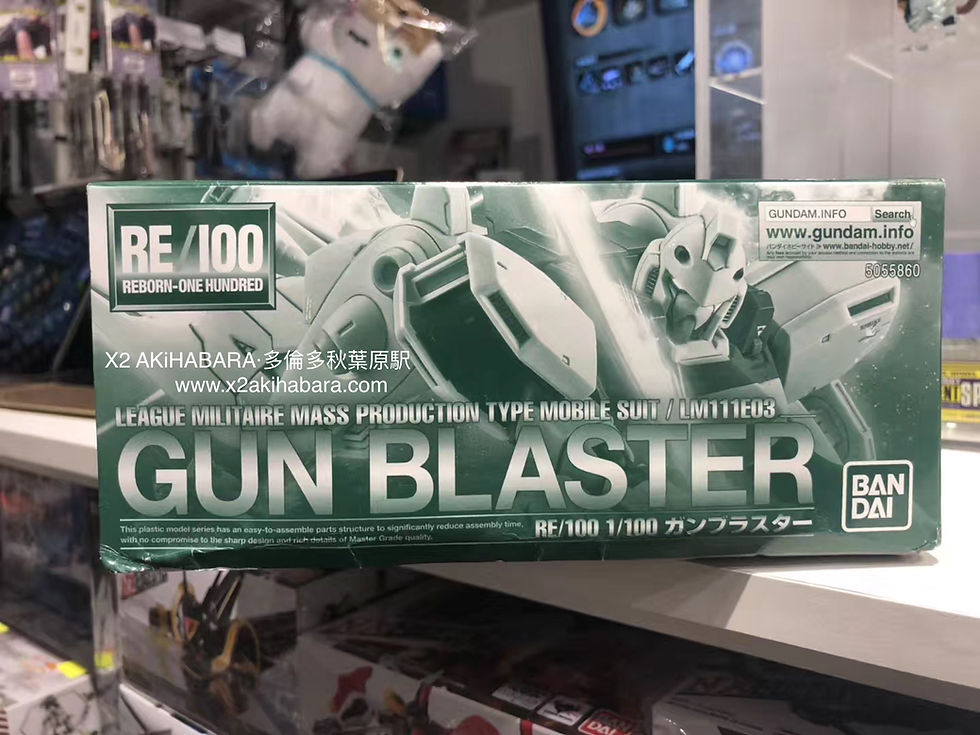 RE/100
REBORN-ONE HUNDRED
GUNDAM.INFO Search
www.gundam.info
www.bandai-hobby.net/
5055860
X2 AKiHABARA·多倫多秋葉原駅
www.x2akihabara.com
LEAGUE MILITAIRE MASS PRODUCTION TYPE MOBILE SUIT / LM111E03
GUN BLASTER
This plastic model series has an easy-to-assemble parts structure to significantly reduce assembly time,
with no compromise to the sharp design and rich details of Master Grade quality.
RE/100 1/100 ガンブラスター
BAN
DAI
BAN
DAI